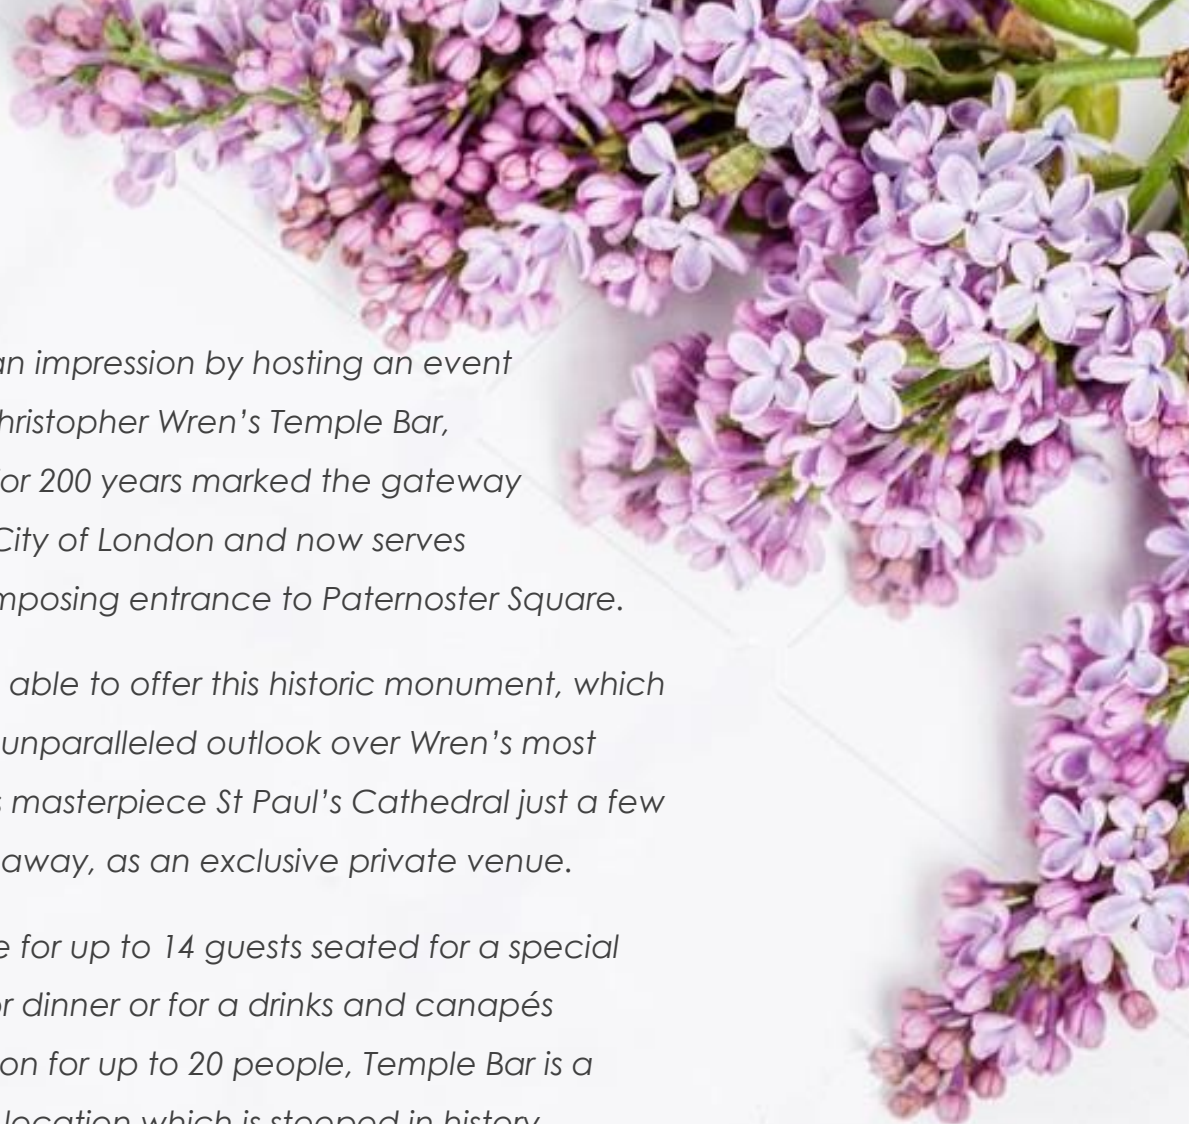 an impression by hosting an event
hristopher Wren's Temple Bar,
or 200 years marked the gateway
City of London and now serves
mposing entrance to Paternoster Square.
able to offer this historic monument, which
unparalleled outlook over Wren's most
s masterpiece St Paul's Cathedral just a few
away, as an exclusive private venue.
e for up to 14 guests seated for a special
or dinner or for a drinks and canapés
on for up to 20 people, Temple Bar is a
location which is steeped in history